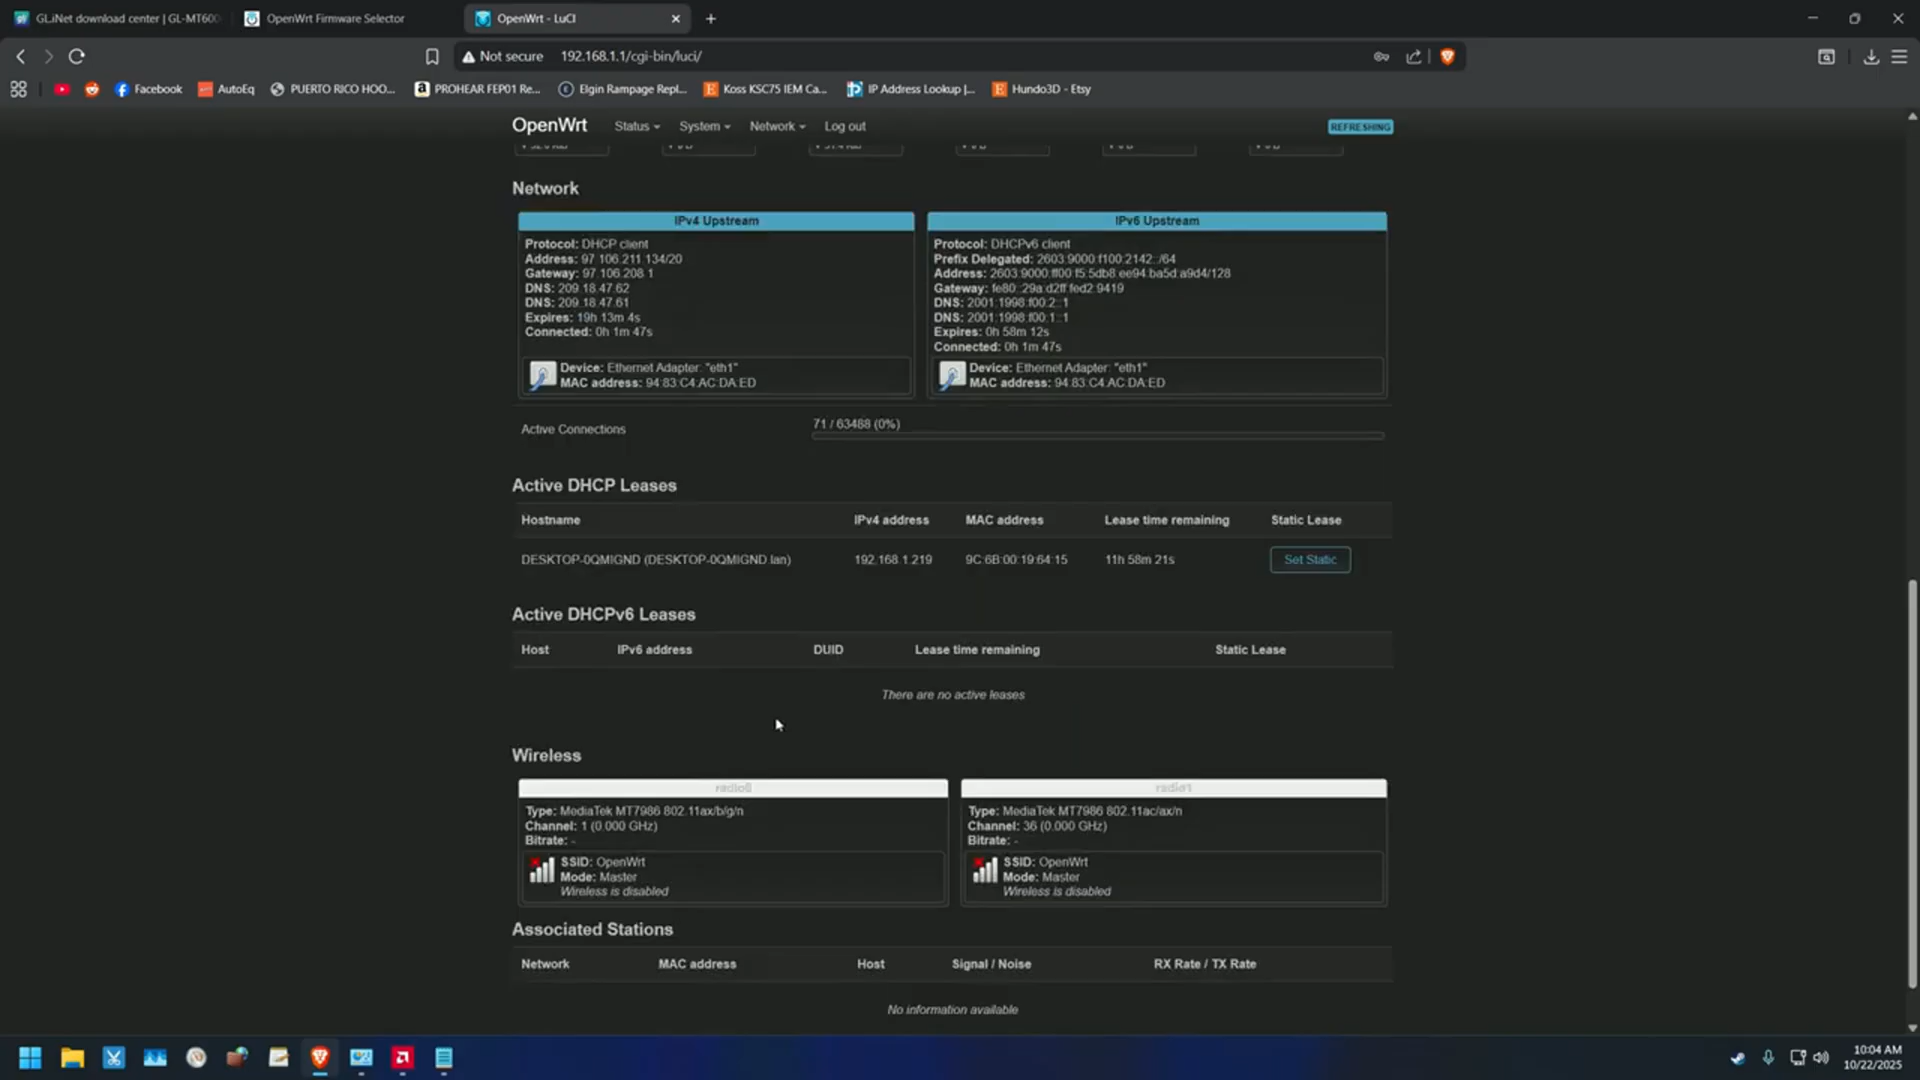 GL.iNet download center | GL-MT600
OpenWrt Firmware Selector
OpenWrt - LuCI
Not secure 192.168.1.1/cgi-bin/luci/
Facebook AutoEq PUERTO RICO HOO... PROHEAR FEP01 Re... Elgin Rampage Repl... Koss KSC75 IEM Ca... IP Address Lookup |... Hundo3D - Etsy
OpenWrt Status System Network Log out REFRESHING
Network
IPv4 Upstream
Protocol: DHCP client
Address: 97.106.211.134/20
Gateway: 97.106.208.1
DNS: 209.18.47.62
DNS: 209.18.47.61
Expires: 19h 13m 4s
Connected: 0h 1m 47s
Device: Ethernet Adapter: "eth1"
MAC address: 94:83:C4:AC:DA:ED
IPv6 Upstream
Protocol: DHCPv6 client
Prefix Delegated: 2603:9000:f100:2142::/64
Address: 2603:9000:ff00:f5:5db8:ee94:ba5d:a9d4/128
Gateway: fe80::29a:d2ff:fed2:9419
DNS: 2001:1998:f00:2::1
DNS: 2001:1998:f00:1::1
Expires: 0h 58m 12s
Connected: 0h 1m 47s
Device: Ethernet Adapter: "eth1"
MAC address: 94:83:C4:AC:DA:ED
Active Connections 71 / 63488 (0%)
Active DHCP Leases
Hostname IPv4 address MAC address Lease time remaining Static Lease
DESKTOP-0QMIGND (DESKTOP-0QMIGND.lan) 192.168.1.219 9C:6B:00:19:64:15 11h 58m 21s Set Static
Active DHCPv6 Leases
Host IPv6 address DUID Lease time remaining Static Lease
There are no active leases
Wireless
radio0
Type: MediaTek MT7986 802.11ax/b/g/n
Channel: 1 (0.000 GHz)
Bitrate: -
SSID: OpenWrt
Mode: Master
Wireless is disabled
radio1
Type: MediaTek MT7986 802.11ac/ax/n
Channel: 36 (0.000 GHz)
Bitrate: -
SSID: OpenWrt
Mode: Master
Wireless is disabled
Associated Stations
Network MAC address Host Signal / Noise RX Rate / TX Rate
No information available
10:04 AM
10/22/2025